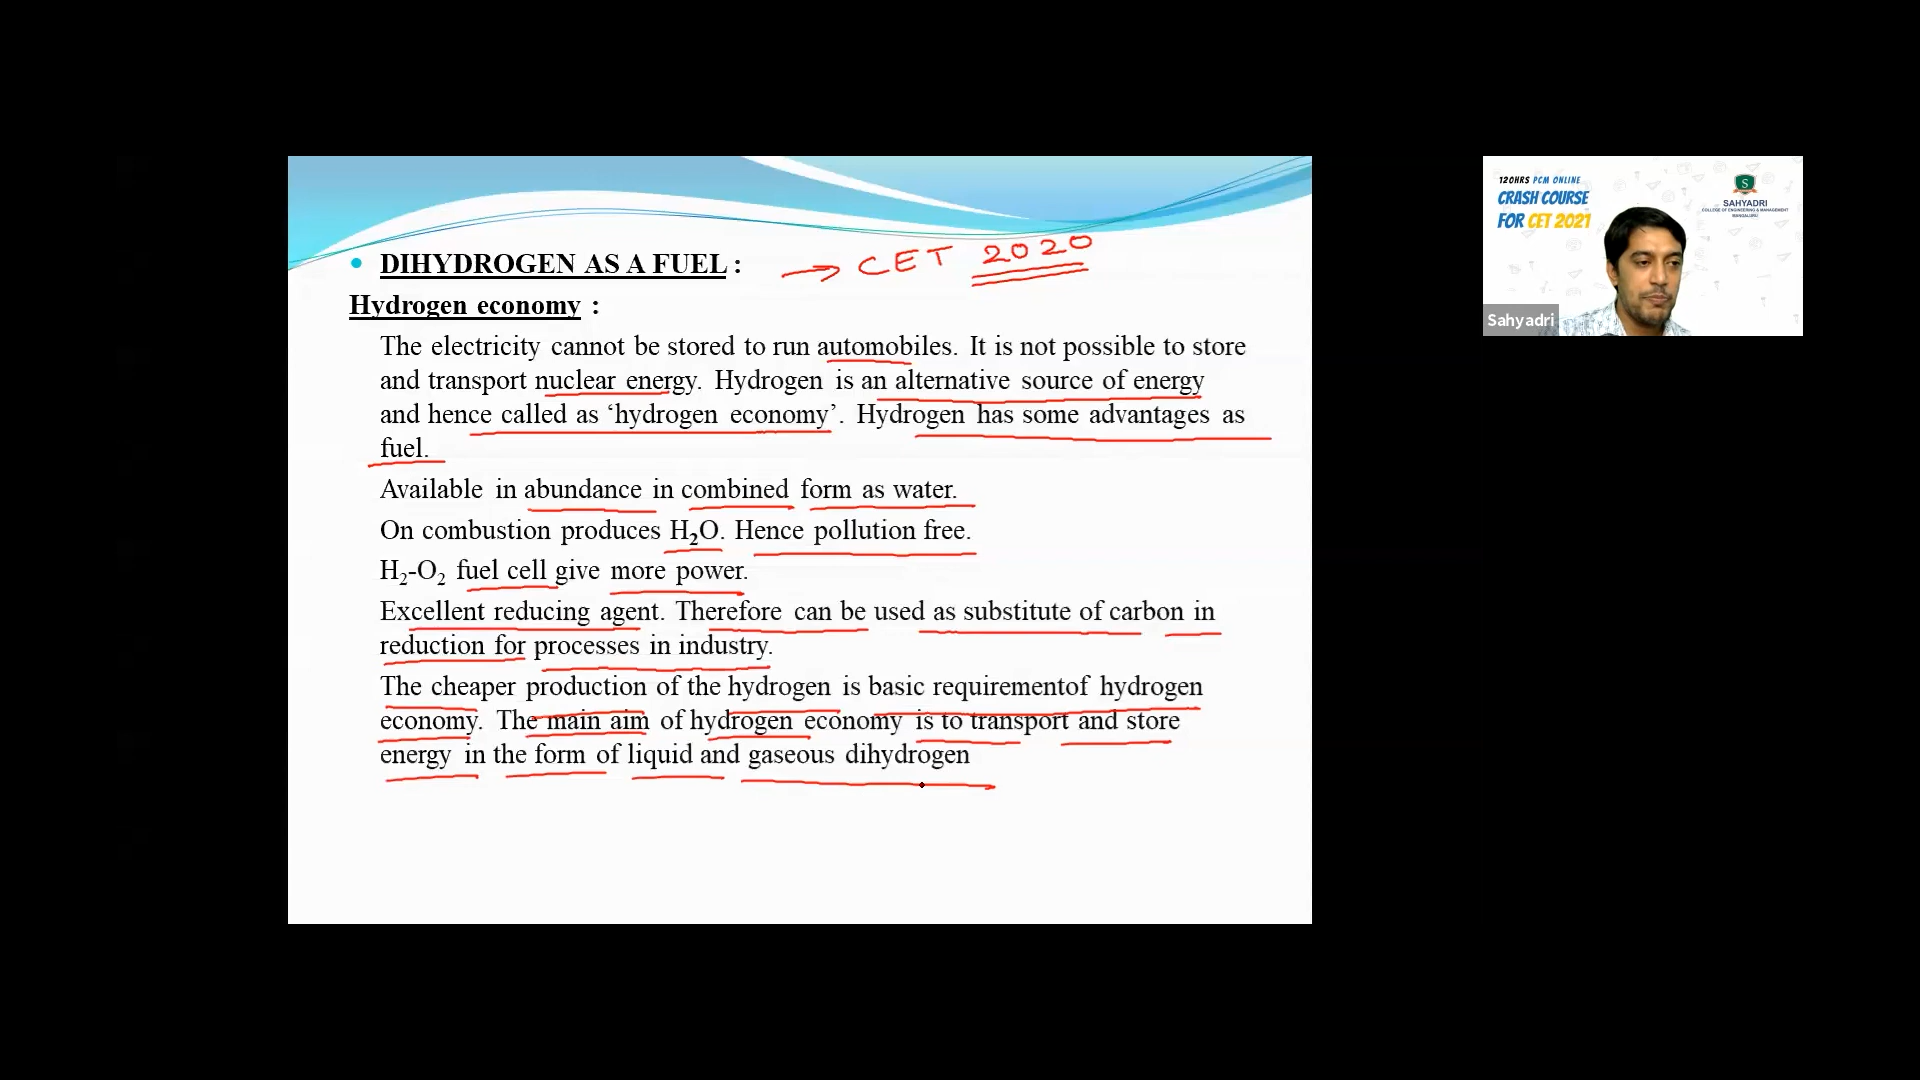 DIHYDROGEN AS A FUEL : → CET 2020
Hydrogen economy :
The electricity cannot be stored to run automobiles. It is not possible to store
and transport nuclear energy. Hydrogen is an alternative source of energy
and hence called as ‘hydrogen economy’. Hydrogen has some advantages as
fuel.
Available in abundance in combined form as water.
On combustion produces H₂O. Hence pollution free.
H₂-O₂ fuel cell give more power.
Excellent reducing agent. Therefore can be used as substitute of carbon in
reduction for processes in industry.
The cheaper production of the hydrogen is basic requirementof hydrogen
economy. The main aim of hydrogen economy is to transport and store
energy in the form of liquid and gaseous dihydrogen
120HRS PCM ONLINE
CRASH COURSE
FOR CET 2021
S
SAHYADRI
COLLEGE OF ENGINEERING & MANAGEMENT
Sahyadri